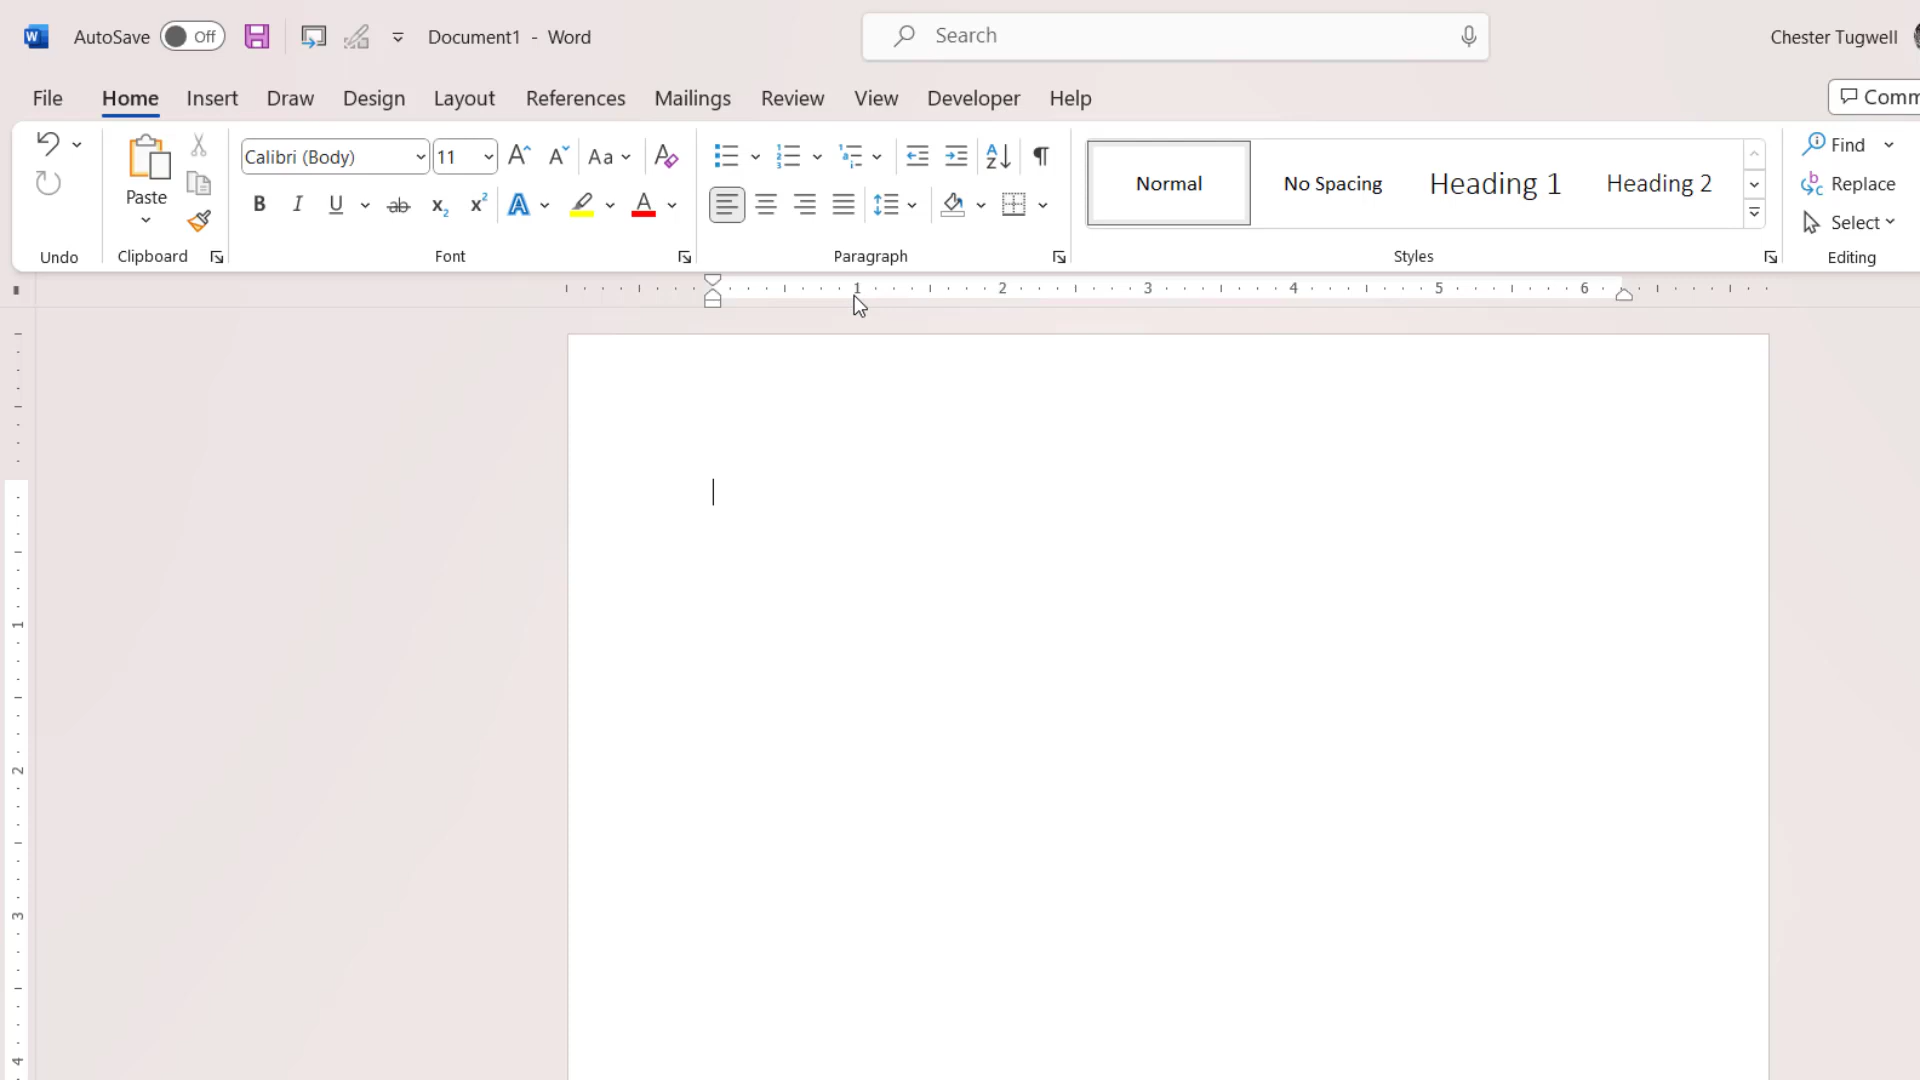 W AutoSave Off Document1 - Word Search Chester Tugwell
File Home Insert Draw Design Layout References Mailings Review View Developer Help
Calibri (Body) 11 Aa
Paste
B I U ab x2 x2 A A
Normal No Spacing Heading 1 Heading 2
Find
Replace
Select
Undo Clipboard Font Paragraph Styles Editing
1 2 3 4 5 6
1
2
3
4